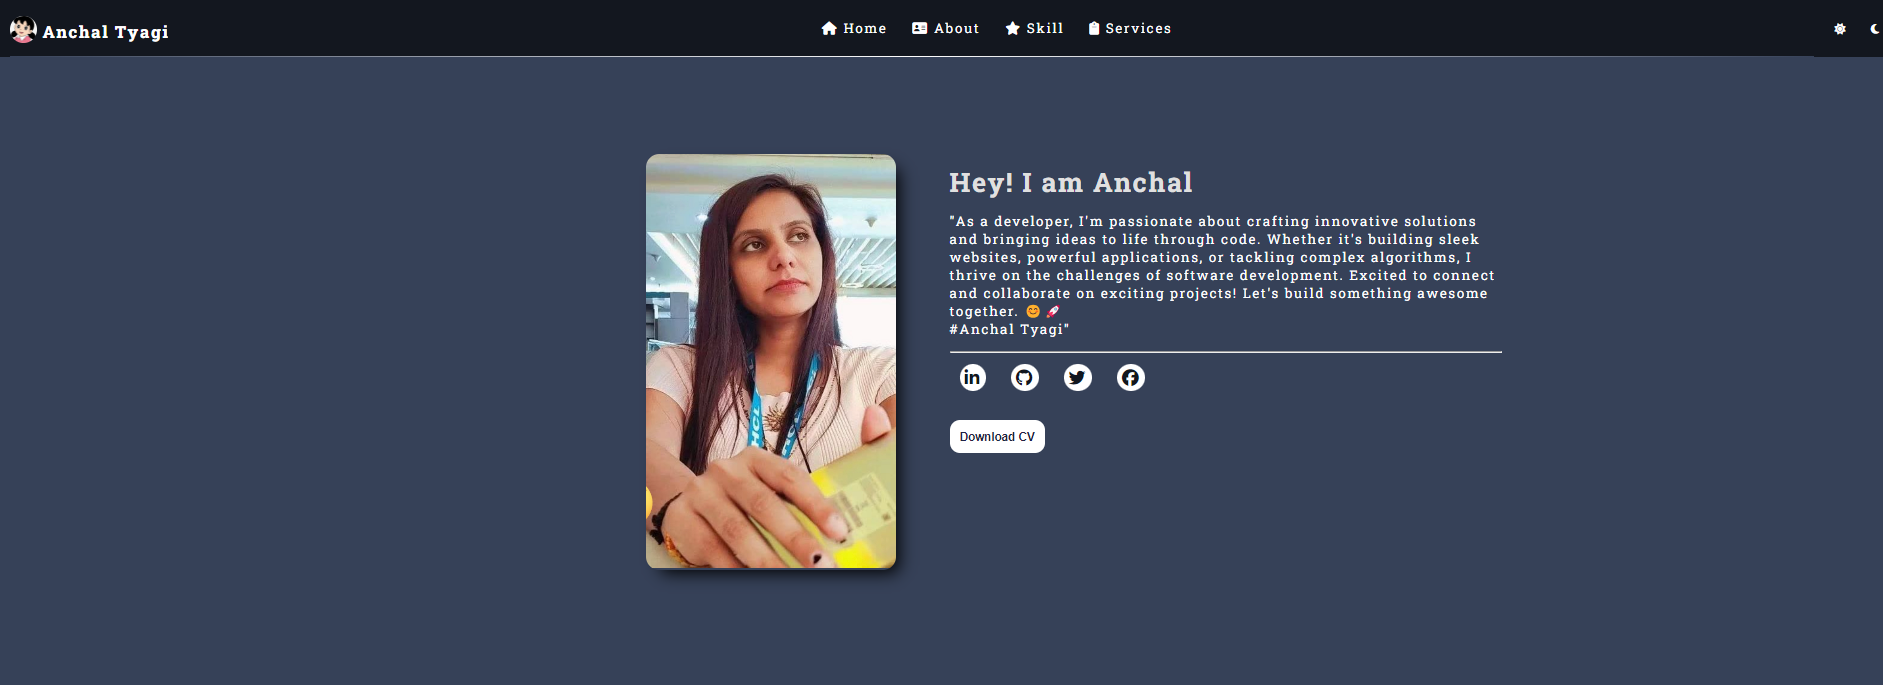 Anchal Tyagi
Home About Skill Services
Hey! I am Anchal
"As a developer, I'm passionate about crafting innovative solutions
and bringing ideas to life through code. Whether it's building sleek
websites, powerful applications, or tackling complex algorithms, I
thrive on the challenges of software development. Excited to connect
and collaborate on exciting projects! Let's build something awesome
together. 😊 🚀
#Anchal Tyagi"
in
Download CV
HCL
HCL